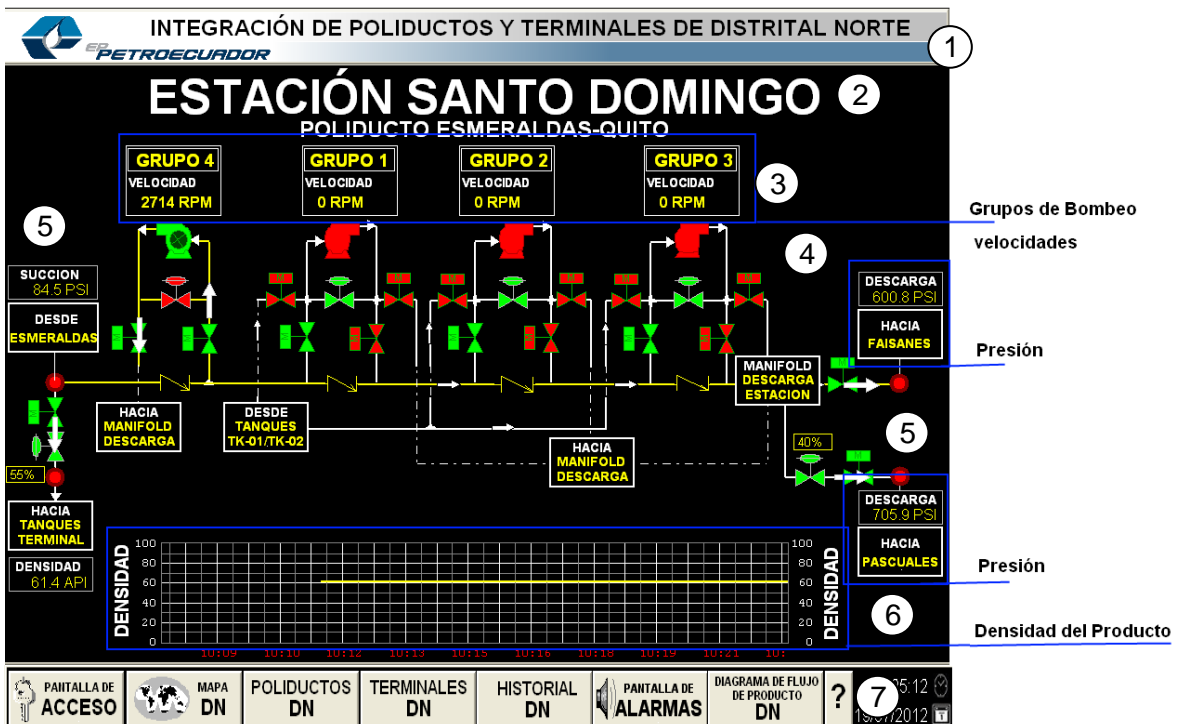 INTEGRACIÓN DE POLIDUCTOS Y TERMINALES DE DISTRITAL NORTE
EP PETROECUADOR
1
ESTACIÓN SANTO DOMINGO
2
POLIDUCTO ESMERALDAS-QUITO
GRUPO 4
VELOCIDAD
2714 RPM
GRUPO 1
VELOCIDAD
0 RPM
GRUPO 2
VELOCIDAD
0 RPM
GRUPO 3
VELOCIDAD
0 RPM
3
Grupos de Bombeo
velocidades
5
4
SUCCION
84.5 PSI
DESDE
ESMERALDAS
M
M
M
M
M
M
M
M
M
M
M
M
M
M
DESCARGA
600.8 PSI
HACIA
FAISANES
Presión
MANIFOLD
DESCARGA
ESTACION
M
M
HACIA
MANIFOLD
DESCARGA
DESDE
TANQUES
TK-01/TK-02
HACIA
MANIFOLD
DESCARGA
40%
M
5
55%
HACIA
TANQUES
TERMINAL
DENSIDAD
61.4 API
DESCARGA
705.9 PSI
HACIA
PASCUALES
Presión
DENSIDAD
100
80
60
40
20
0
100
80
60
40
20
0
DENSIDAD
10:09
10:10
10:12
10:13
10:15
10:16
10:18
10:19
10:21
10:
6
Densidad del Producto
PANTALLA DE
ACCESO
MAPA
DN
POLIDUCTOS
DN
TERMINALES
DN
HISTORIAL
DN
PANTALLA DE
ALARMAS
DIAGRAMA DE FLUJO
DE PRODUCTO
DN
?
7
05:12
19/07/2012